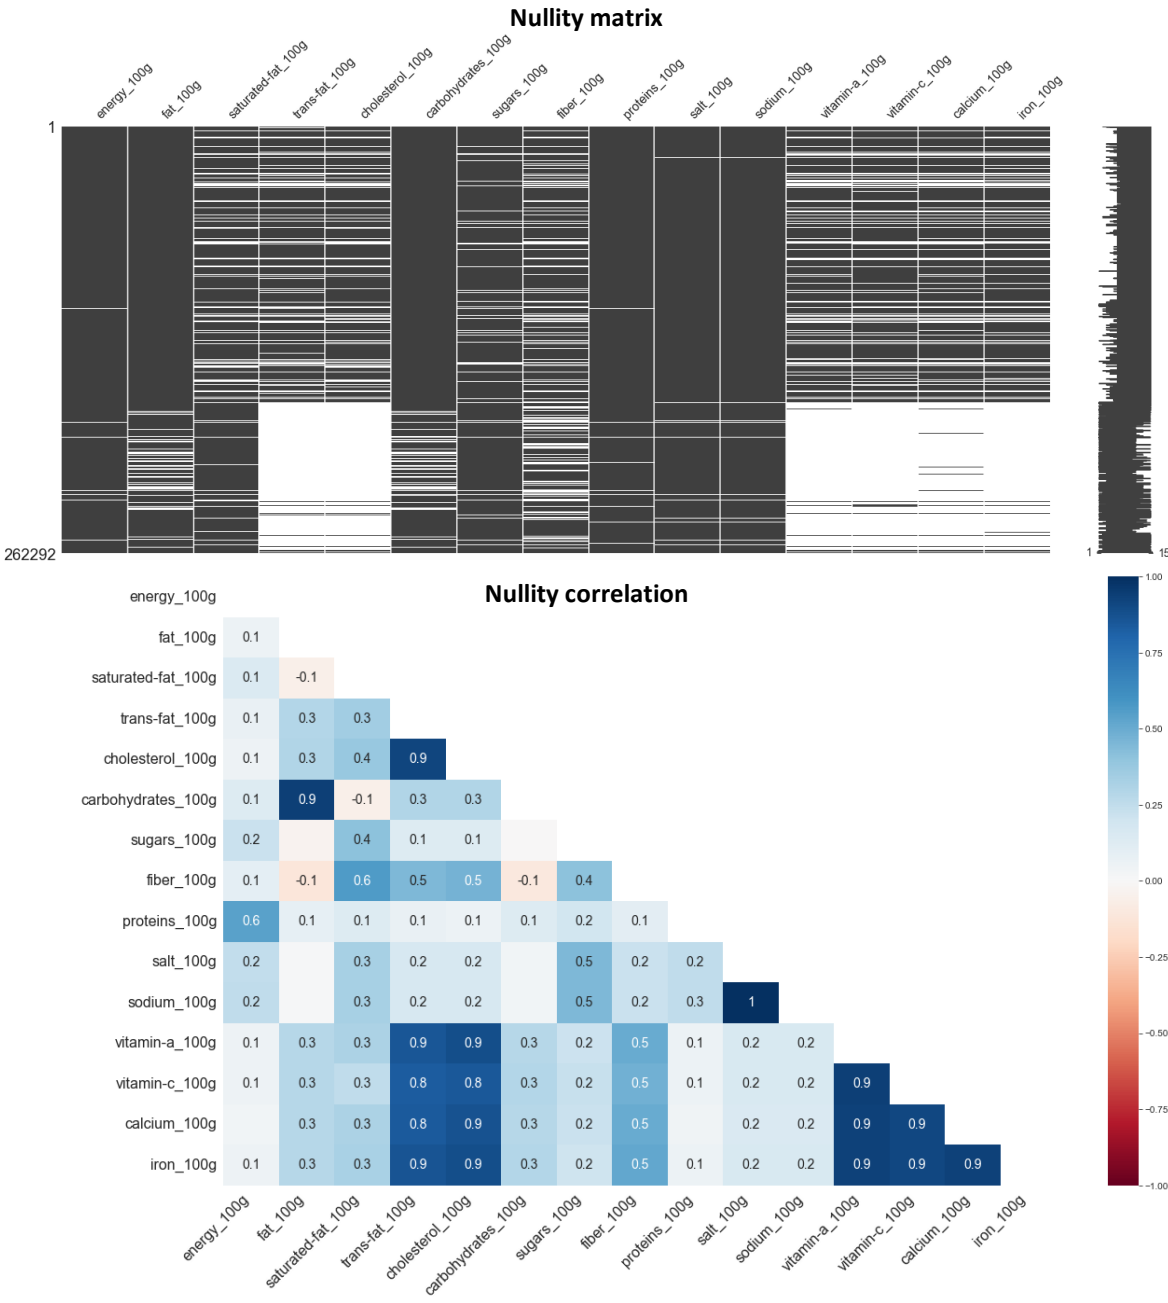 Nullity matrix
energy_100g fat_100g saturated-fat_100g trans-fat_100g cholesterol_100g carbohydrates_100g sugars_100g fiber_100g proteins_100g salt_100g sodium_100g vitamin-a_100g vitamin-c_100g calcium_100g iron_100g
1
262292
1 15
Nullity correlation
energy_100g
1.00
fat_100g 0.1
saturated-fat_100g 0.1 -0.1
0.75
trans-fat_100g 0.1 0.3 0.3
cholesterol_100g 0.1 0.3 0.4 0.9
0.50
carbohydrates_100g 0.1 0.9 -0.1 0.3 0.3
0.25
sugars_100g 0.2 0.4 0.1 0.1
fiber_100g 0.1 -0.1 0.6 0.5 0.5 -0.1 0.4
0.00
proteins_100g 0.6 0.1 0.1 0.1 0.1 0.1 0.2 0.1
salt_100g 0.2 0.3 0.2 0.2 0.5 0.2 0.2
−0.25
sodium_100g 0.2 0.3 0.2 0.2 0.5 0.2 0.3 1
vitamin-a_100g 0.1 0.3 0.3 0.9 0.9 0.3 0.2 0.5 0.1 0.2 0.2
−0.50
vitamin-c_100g 0.1 0.3 0.3 0.8 0.8 0.3 0.2 0.5 0.1 0.2 0.2 0.9
−0.75
calcium_100g 0.3 0.3 0.8 0.9 0.3 0.2 0.5 0.2 0.2 0.9 0.9
iron_100g 0.1 0.3 0.3 0.9 0.9 0.3 0.2 0.5 0.1 0.2 0.2 0.9 0.9 0.9
−1.00
energy_100g fat_100g saturated-fat_100g trans-fat_100g cholesterol_100g carbohydrates_100g sugars_100g fiber_100g proteins_100g salt_100g sodium_100g vitamin-a_100g vitamin-c_100g calcium_100g iron_100g